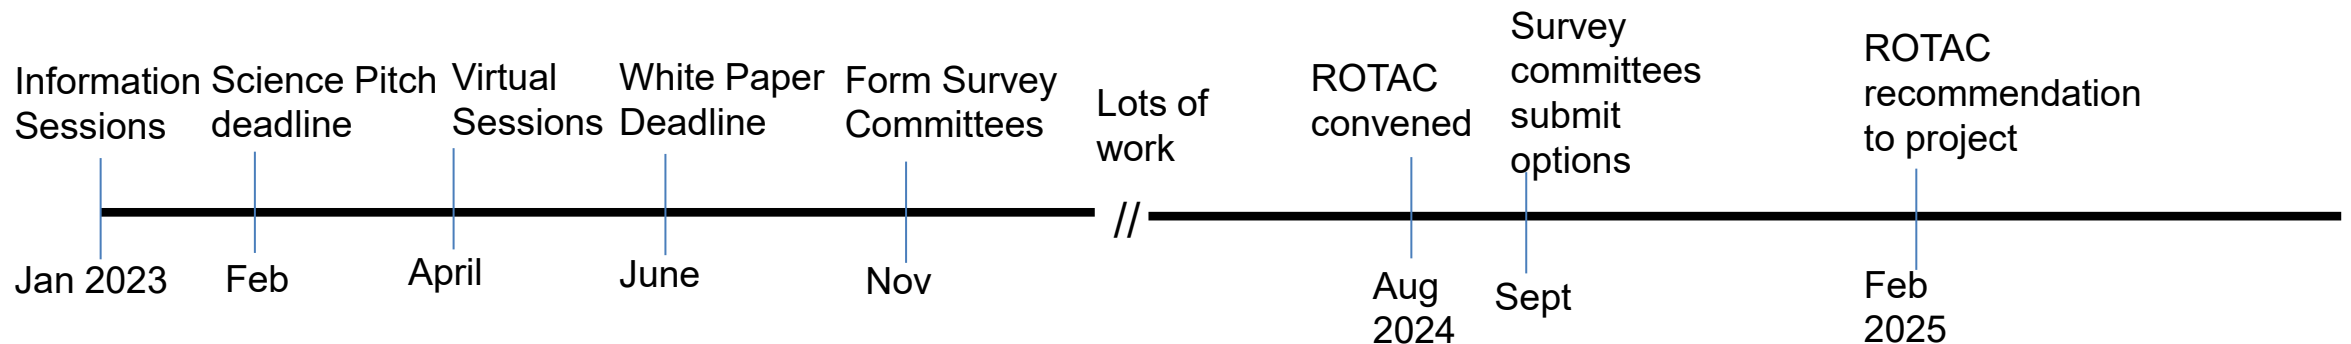 Information
Sessions
Science Pitch
deadline
Virtual
Sessions
White Paper
Deadline
Form Survey
Committees
Lots of
work
ROTAC
convened
Survey
committees
submit
options
ROTAC
recommendation
to project
//
Jan 2023
Feb
April
June
Nov
Aug
2024
Sept
Feb
2025